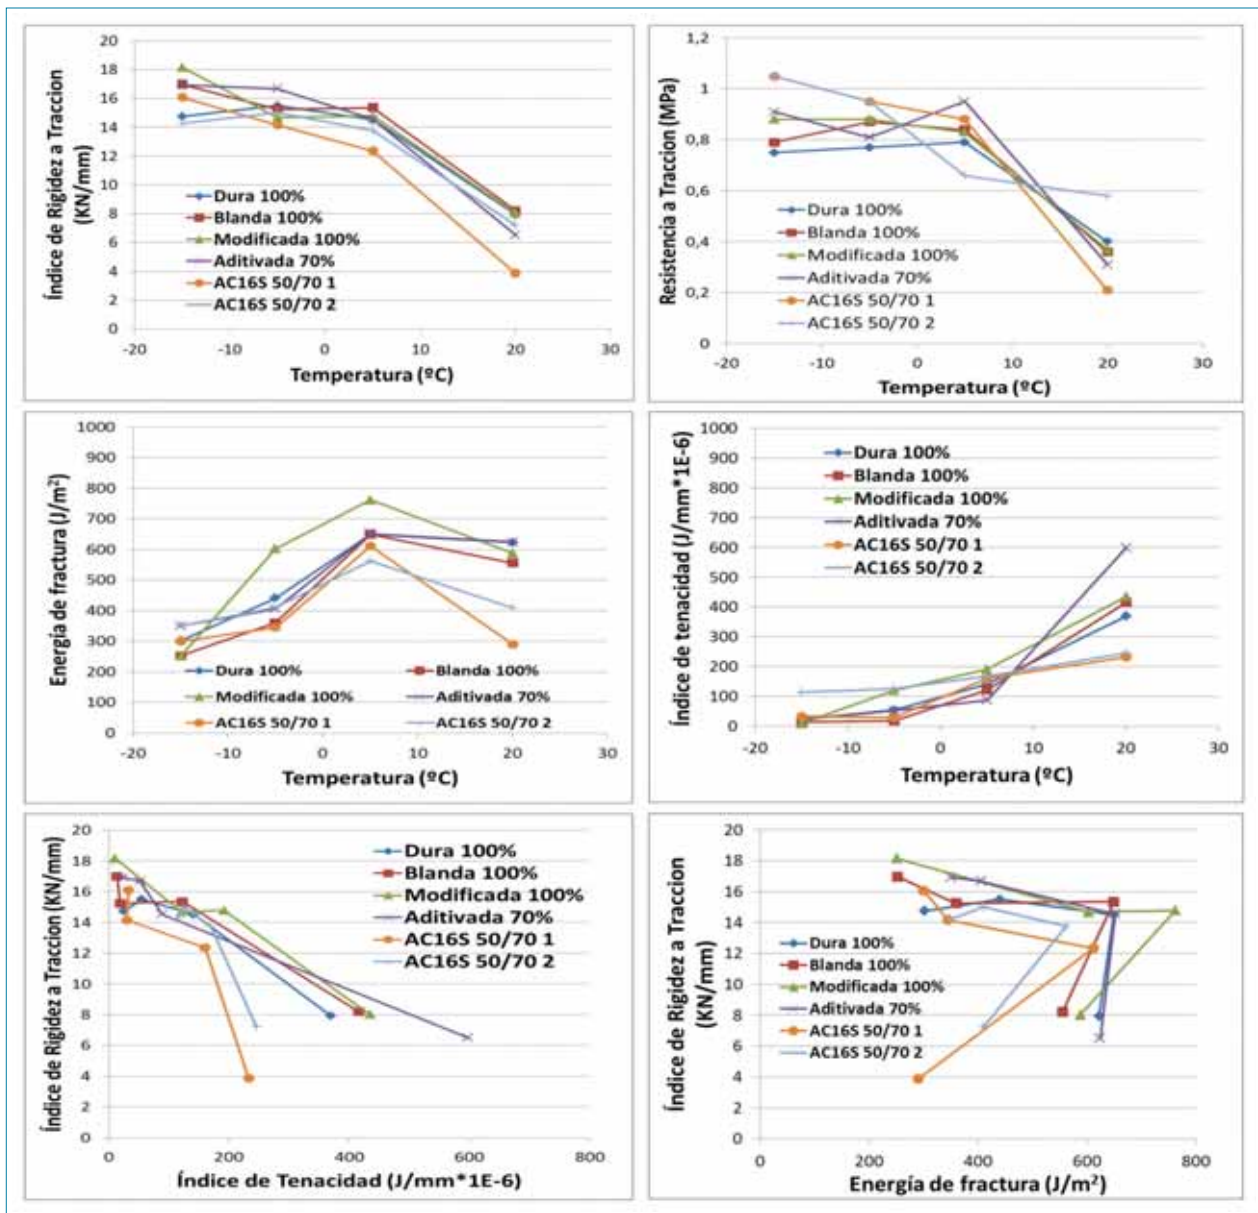 Índice de Rigidez a Traccion
(KN/mm)
20
18
16
14
12
10
8
6
4
2
0
Dura 100%
Blanda 100%
Modificada 100%
Aditivada 70%
AC16S 50/70 1
AC16S 50/70 2
-20
-10
0
10
20
30
Temperatura (ºC)
Resistencia a Traccion (MPa)
1,2
1
0,8
0,6
0,4
0,2
0
Dura 100%
Blanda 100%
Modificada 100%
Aditivada 70%
AC16S 50/70 1
AC16S 50/70 2
-20
-10
0
10
20
30
Temperatura (ºC)
Energía de fractura (J/m²)
1000
900
800
700
600
500
400
300
200
100
0
Dura 100%
Blanda 100%
Modificada 100%
Aditivada 70%
AC16S 50/70 1
AC16S 50/70 2
-20
-10
0
10
20
30
Temperatura (ºC)
Índice de tenacidad (J/mm*1E-6)
1000
900
800
700
600
500
400
300
200
100
0
Dura 100%
Blanda 100%
Modificada 100%
Aditivada 70%
AC16S 50/70 1
AC16S 50/70 2
-20
-10
0
10
20
30
Temperatura (ºC)
Índice de Rigidez a Traccion (KN/mm)
20
18
16
14
12
10
8
6
4
2
0
Dura 100%
Blanda 100%
Modificada 100%
Aditivada 70%
AC16S 50/70 1
AC16S 50/70 2
0
200
400
600
800
Índice de Tenacidad (J/mm*1E-6)
Índice de Rigidez a Traccion
(KN/mm)
20
18
16
14
12
10
8
6
4
2
0
Dura 100%
Blanda 100%
Modificada 100%
Aditivada 70%
AC16S 50/70 1
AC16S 50/70 2
0
200
400
600
800
Energía de fractura (J/m²)